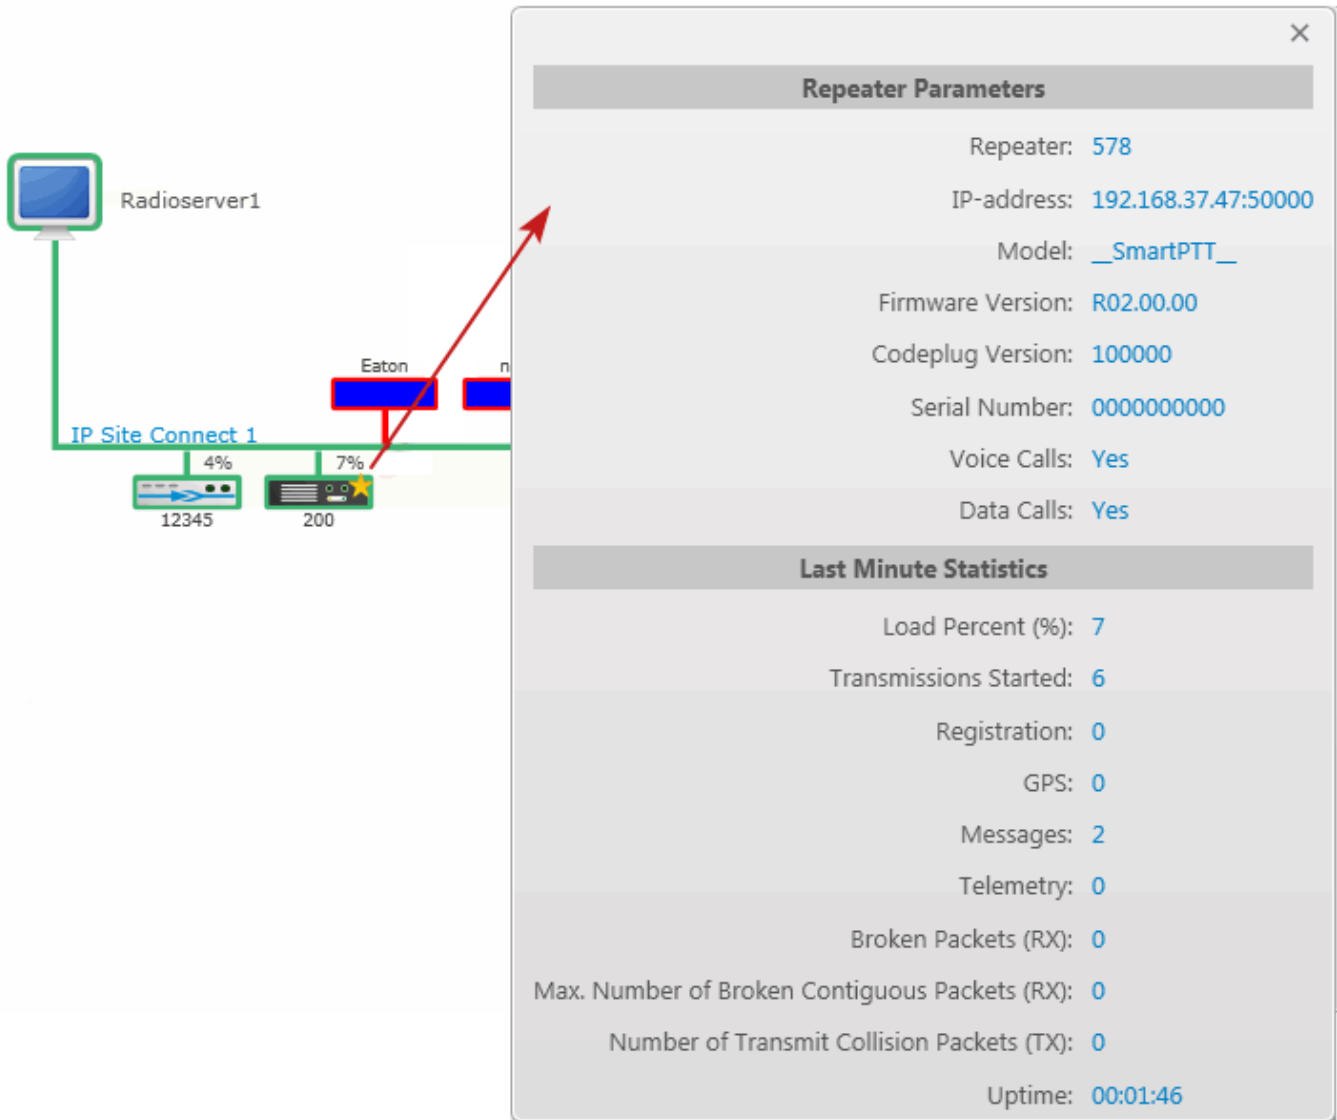 Radioserver1
Eaton
n
IP Site Connect 1
4%
7%
12345
200
Repeater Parameters
Repeater: 578
IP-address: 192.168.37.47:50000
Model: __SmartPTT__
Firmware Version: R02.00.00
Codeplug Version: 100000
Serial Number: 0000000000
Voice Calls: Yes
Data Calls: Yes
Last Minute Statistics
Load Percent (%): 7
Transmissions Started: 6
Registration: 0
GPS: 0
Messages: 2
Telemetry: 0
Broken Packets (RX): 0
Max. Number of Broken Contiguous Packets (RX): 0
Number of Transmit Collision Packets (TX): 0
Uptime: 00:01:46